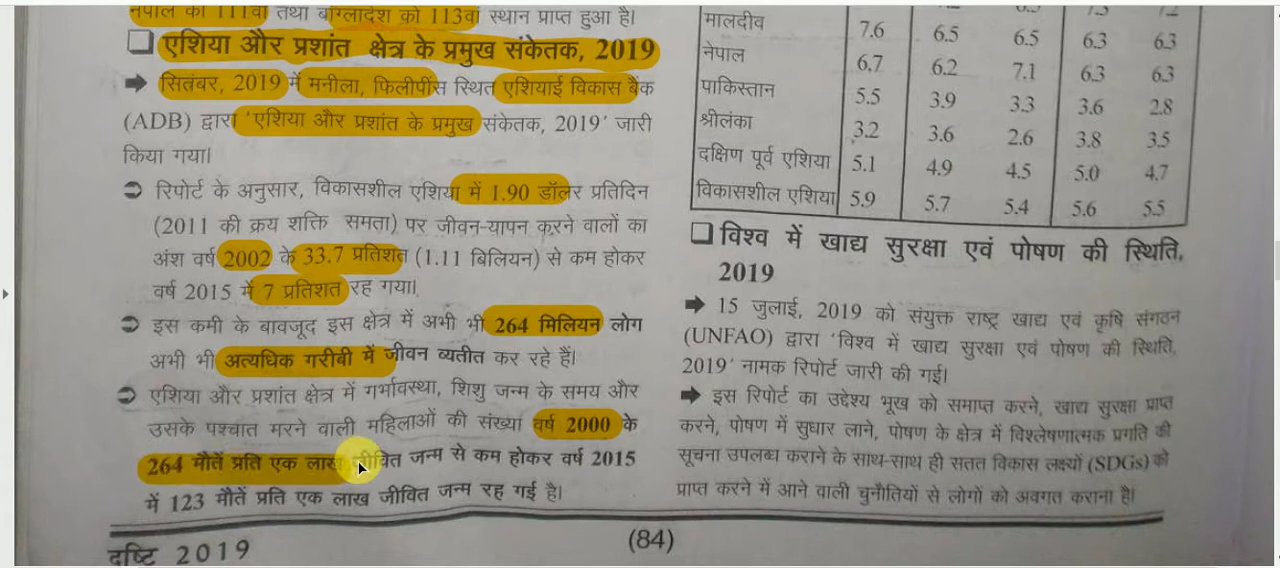 नेपाल को 111वां तथा बांग्लादेश को 113वां स्थान प्राप्त हुआ है।
एशिया और प्रशांत क्षेत्र के प्रमुख संकेतक, 2019
सितंबर, 2019 में मनीला, फिलीपींस स्थित एशियाई विकास बैंक
(ADB) द्वारा 'एशिया और प्रशांत के प्रमुख संकेतक, 2019' जारी
किया गया।
रिपोर्ट के अनुसार, विकासशील एशिया में 1.90 डॉलर प्रतिदिन
(2011 की क्रय शक्ति समता) पर जीवन-यापन करने वालों का
अंश वर्ष 2002 के 33.7 प्रतिशत (1.11 बिलियन) से कम होकर
वर्ष 2015 में 7 प्रतिशत रह गया।
इस कमी के बावजूद इस क्षेत्र में अभी भी 264 मिलियन लोग
अभी भी अत्यधिक गरीबी में जीवन व्यतीत कर रहे हैं।
एशिया और प्रशांत क्षेत्र में गर्भावस्था, शिशु जन्म के समय और
उसके पश्चात मरने वाली महिलाओं की संख्या वर्ष 2000 के
264 मौतें प्रति एक लाख जीवित जन्म से कम होकर वर्ष 2015
में 123 मौतें प्रति एक लाख जीवित जन्म रह गई है।
मालदीव 7.6 6.5 6.5 6.3 6.3
नेपाल 6.7 6.2 7.1 6.3 6.3
पाकिस्तान 5.5 3.9 3.3 3.6 2.8
श्रीलंका 3.2 3.6 2.6 3.8 3.5
दक्षिण पूर्व एशिया 5.1 4.9 4.5 5.0 4.7
विकासशील एशिया 5.9 5.7 5.4 5.6 5.5
विश्व में खाद्य सुरक्षा एवं पोषण की स्थिति,
2019
15 जुलाई, 2019 को संयुक्त राष्ट्र खाद्य एवं कृषि संगठन
(UNFAO) द्वारा 'विश्व में खाद्य सुरक्षा एवं पोषण की स्थिति,
2019' नामक रिपोर्ट जारी की गई।
इस रिपोर्ट का उद्देश्य भूख को समाप्त करने, खाद्य सुरक्षा प्राप्त
करने, पोषण में सुधार लाने, पोषण के क्षेत्र में विश्लेषणात्मक प्रगति की
सूचना उपलब्ध कराने के साथ-साथ ही सतत विकास लक्ष्यों (SDGs) को
प्राप्त करने में आने वाली चुनौतियों से लोगों को अवगत कराना है।
दृष्टि 2019
(84)